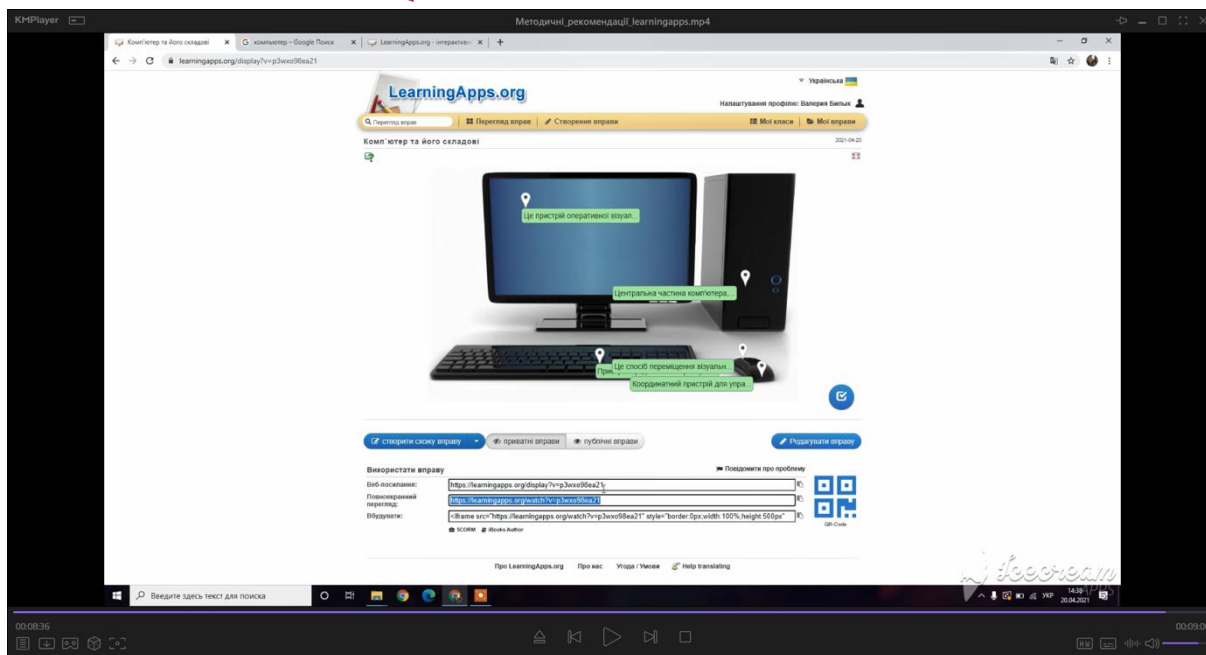 KMPlayer
Методичні_рекомендації_learningapps.mp4
Комп'ютер та його складові
компьютер – Google Поиск
LearningApps.org - інтерактивн
learningapps.org/display?v=p3wxo98ea21
Українська
LearningApps.org
Налаштування профілю: Валерия Билык
Перегляд вправ
Перегляд вправ
Створення вправи
Мої класи
Мої вправи
Комп'ютер та його складові
2021-04-20
Це пристрій оперативної візуал...
Центральна частина комп'ютера, ...
Це спосіб переміщення візуальн...
Координатний пристрій для упра...
створити схожу вправу
приватні вправи
публічні вправи
Редагувати вправу
Використати вправу
Повідомити про проблему
Веб-посилання:
https://learningapps.org/display?v=p3wxo98ea21
Повноекранний перегляд:
https://learningapps.org/watch?v=p3wxo98ea21
Вбудувати:
<iframe src="https://learningapps.org/watch?v=p3wxo98ea21" style="border:0px;width:100%;height:500px"
SCORM
iBooks Author
QR-Code
Про LearningApps.org
Про нас
Угода / Умови
Help translating
Icecream
APPS
Введите здесь текст для поиска
УКР
14:38
20.04.2021
00:08:36